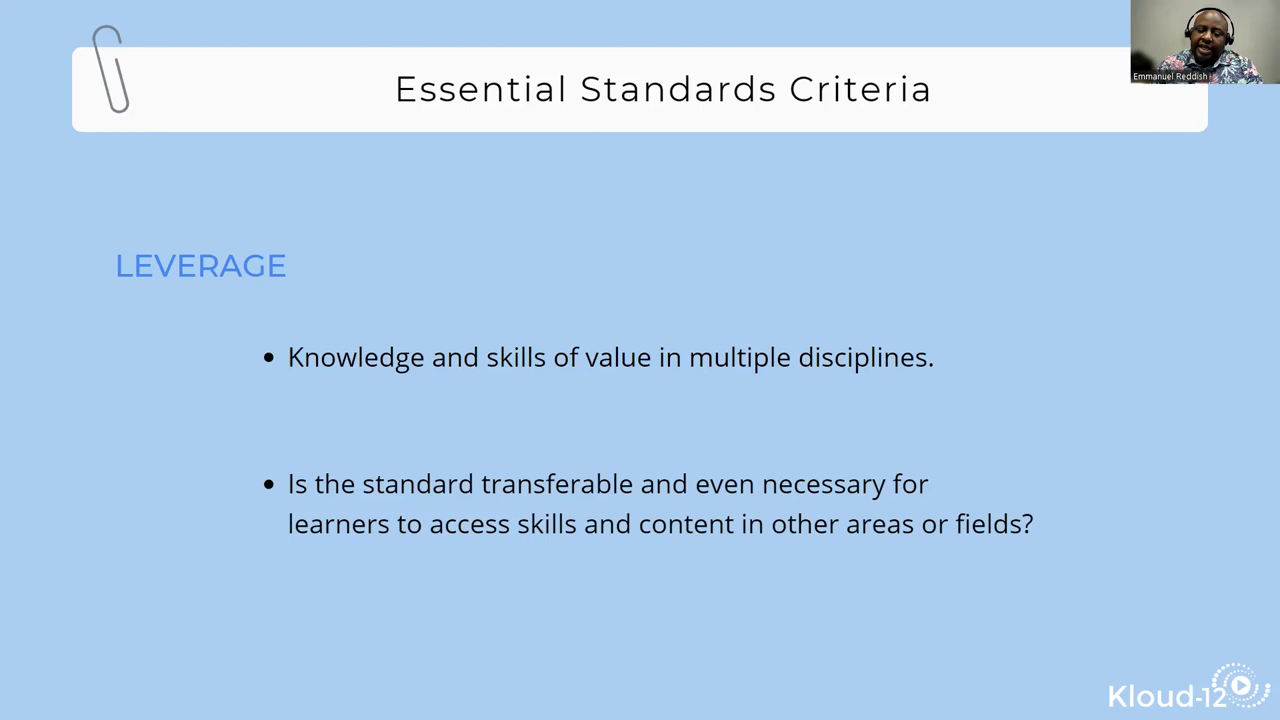 Essential Standards Criteria
Emmanuel Reddish
LEVERAGE
• Knowledge and skills of value in multiple disciplines.
• Is the standard transferable and even necessary for
learners to access skills and content in other areas or fields?
Kloud-12